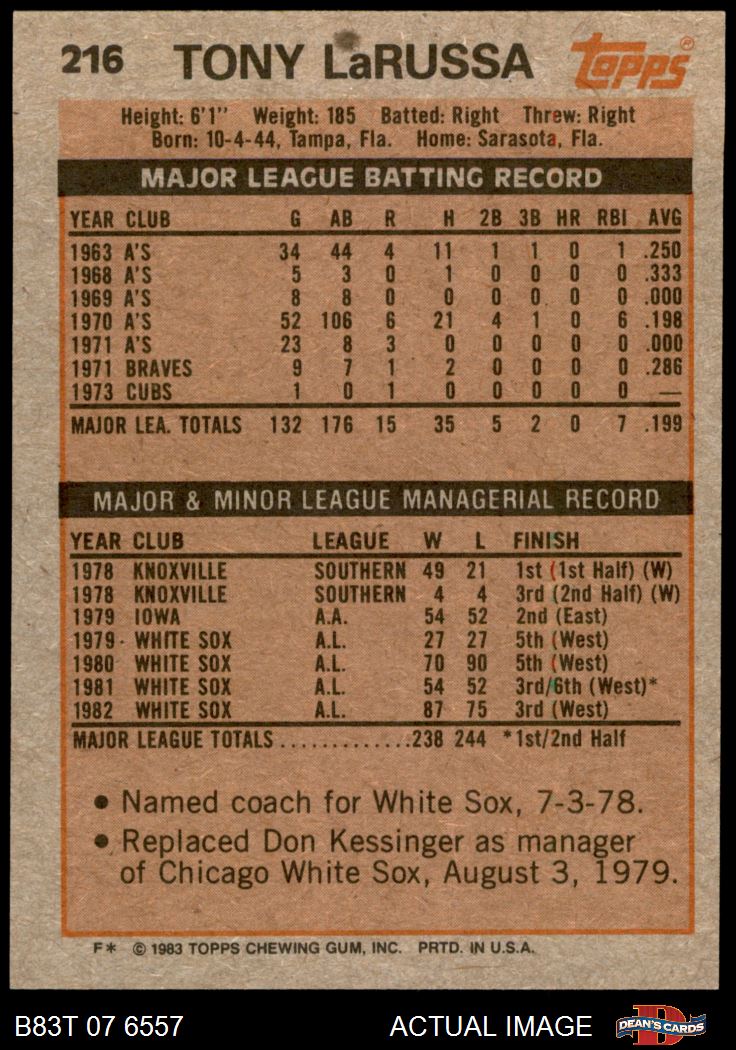 216 TONY LaRUSSA Topps®
Height: 6'1" Weight: 185 Batted: Right Threw: Right
Born: 10-4-44, Tampa, Fla. Home: Sarasota, Fla.
MAJOR LEAGUE BATTING RECORD
YEAR CLUB G AB R H 2B 3B HR RBI AVG
1963 A'S 34 44 4 11 1 1 0 1 .250
1968 A'S 5 3 0 1 0 0 0 0 .333
1969 A'S 8 8 0 0 0 0 0 0 .000
1970 A'S 52 106 6 21 4 1 0 6 .198
1971 A'S 23 8 3 0 0 0 0 0 .000
1971 BRAVES 9 7 1 2 0 0 0 0 .286
1973 CUBS 1 0 1 0 0 0 0 0 —
MAJOR LEA. TOTALS 132 176 15 35 5 2 0 7 .199
MAJOR & MINOR LEAGUE MANAGERIAL RECORD
YEAR CLUB LEAGUE W L FINISH
1978 KNOXVILLE SOUTHERN 49 21 1st (1st Half) (W)
1978 KNOXVILLE SOUTHERN 4 4 3rd (2nd Half) (W)
1979 IOWA A.A. 54 52 2nd (East)
1979 WHITE SOX A.L. 27 27 5th (West)
1980 WHITE SOX A.L. 70 90 5th (West)
1981 WHITE SOX A.L. 54 52 3rd/6th (West)*
1982 WHITE SOX A.L. 87 75 3rd (West)
MAJOR LEAGUE TOTALS.............238 244 *1st/2nd Half
• Named coach for White Sox, 7-3-78.
• Replaced Don Kessinger as manager
of Chicago White Sox, August 3, 1979.
F* © 1983 TOPPS CHEWING GUM, INC. PRTD. IN U.S.A.
B83T 07 6557 ACTUAL IMAGE D DEAN'S CARDS